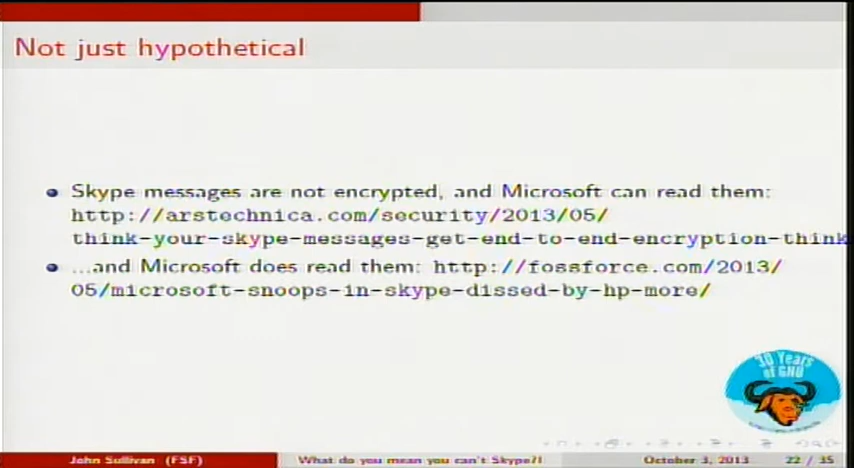 Not just hypothetical
Skype messages are not encrypted, and Microsoft can read them:
http://arstechnica.com/security/2013/05/
think-your-skype-messages-get-end-to-end-encryption-think
...and Microsoft does read them: http://fossforce.com/2013/
05/microsoft-snoops-in-skype-dissed-by-hp-more/
30 Years
of GNU
John Sullivan (FSF) What do you mean you can't Skype?! October 3, 2013 22 / 35